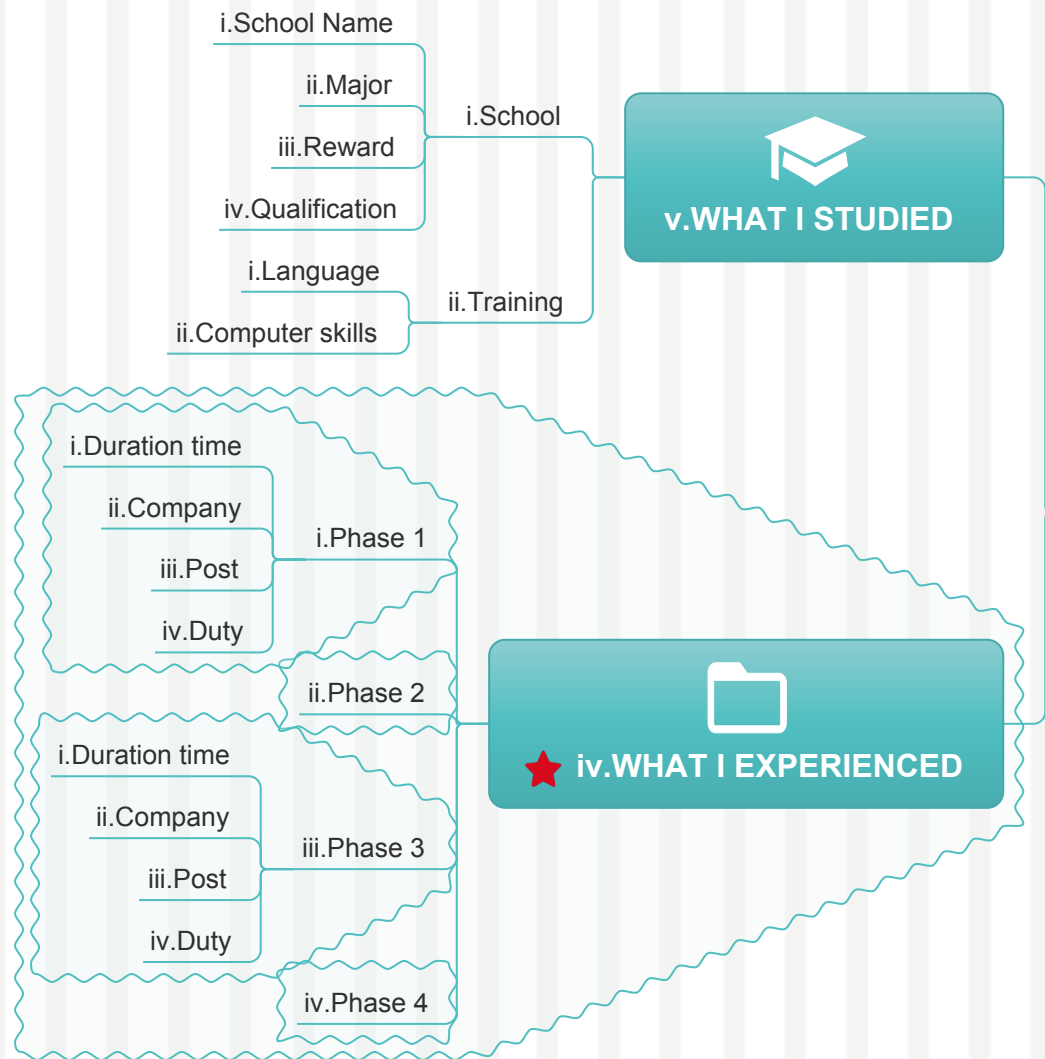 i.School Name
ii.Major
iii.Reward
iv.Qualification
i.School
i.Language
ii.Computer skills
ii.Training
v.WHAT I STUDIED
i.Duration time
ii.Company
iii.Post
iv.Duty
i.Phase 1
ii.Phase 2
i.Duration time
ii.Company
iii.Post
iv.Duty
iii.Phase 3
iv.Phase 4
iv.WHAT I EXPERIENCED